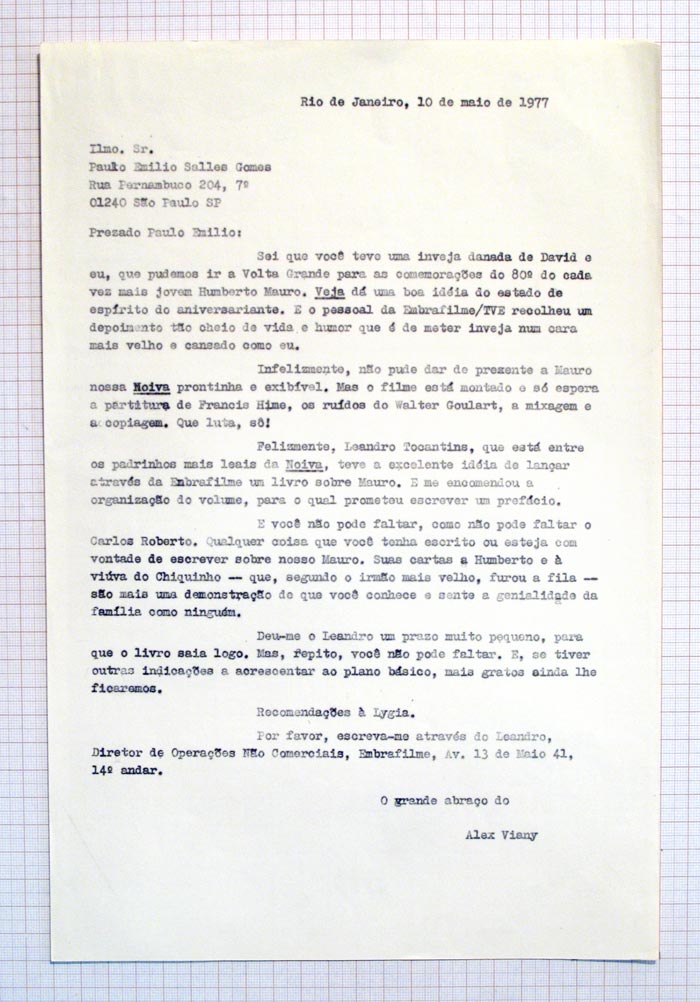 Rio de Janeiro, 10 de maio de 1977
Ilmo. Sr.
Paulo Emilio Salles Gomes
Rua Pernambuco 204, 7º
01240 São Paulo SP
Prezado Paulo Emilio:
Sei que você teve uma inveja danada de David e
eu, que pudemos ir a Volta Grande para as comemorações do 80º do cada
vez mais jovem Humberto Mauro. Veja dá uma boa idéia do estado de
espírito do aniversariante. E o pessoal da Embrafilme/TVE recolheu um
depoimento tão cheio de vida e humor que é de meter inveja num cara
mais velho e cansado como eu.
Infelizmente, não pude dar de presente a Mauro
nossa Noiva prontinha e exibível. Mas o filme está montado e só espera
a partitura de Francis Hime, os ruídos do Walter Goulart, a mixagem e
a copiagem. Que luta, sô!
Felizmente, Leandro Tocantins, que está entre
os padrinhos mais leais da Noiva, teve a excelente idéia de lançar
através da Embrafilme um livro sobre Mauro. E me encomendou a
organização do volume, para o qual prometeu escrever um prefácio.
E você não pode faltar, como não pode faltar o
Carlos Roberto. Qualquer coisa que você tenha escrito ou esteja com
vontade de escrever sobre nosso Mauro. Suas cartas a Humberto e à
viúva do Chiquinho -- que, segundo o irmão mais velho, furou a fila --
são mais uma demonstração de que você conhece e sente a genialidade da
família como ninguém.
Deu-me o Leandro um prazo muito pequeno, para
que o livro saia logo. Mas, repito, você não pode faltar. E, se tiver
outras indicações a acrescentar ao plano básico, mais gratos ainda lhe
ficaremos.
Recomendações à Lygia.
Por favor, escreva-me através do Leandro,
Diretor de Operações Não Comerciais, Embrafilme, Av. 13 de Maio 41,
14º andar.
O grande abraço do
Alex Viany